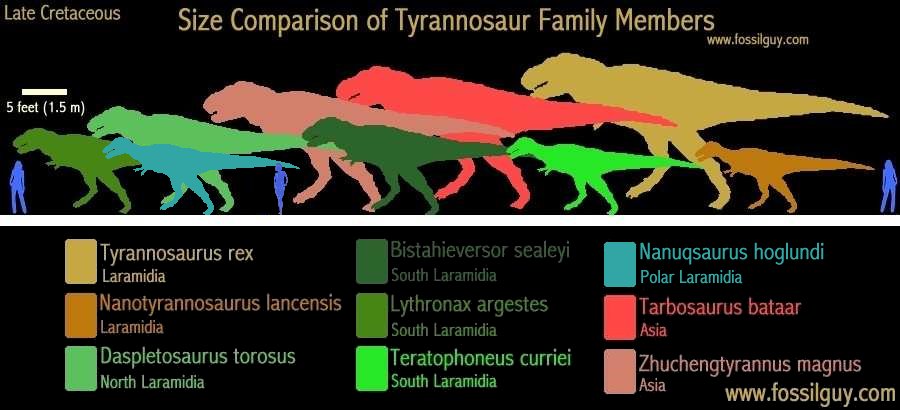 Late Cretaceous
Size Comparison of Tyrannosaur Family Members
www.fossilguy.com
5 feet (1.5 m)
Tyrannosaurus rex
Laramidia
Nanotyrannosaurus lancensis
Laramidia
Daspletosaurus torosus
North Laramidia
Bistahieversor sealeyi
South Laramidia
Lythronax argestes
South Laramidia
Teratophoneus curriei
South Laramidia
Nanuqsaurus hoglundi
Polar Laramidia
Tarbosaurus bataar
Asia
Zhuchengtyrannus magnus
Asia
www.fossilguy.com